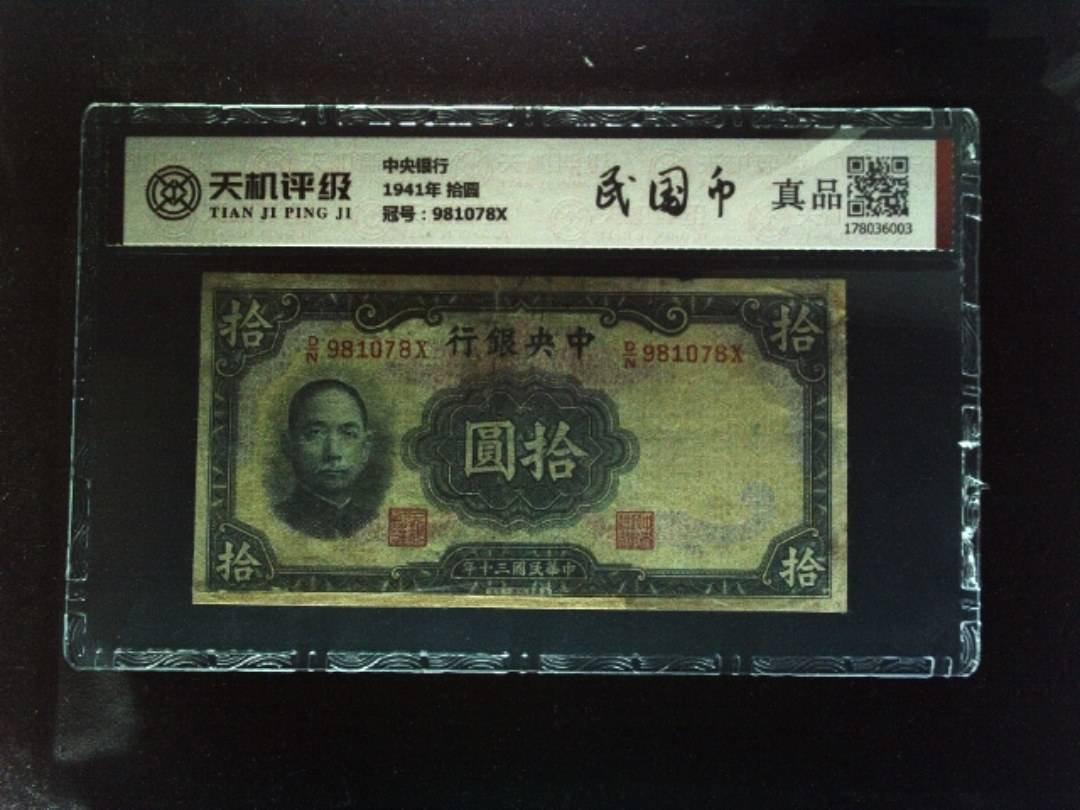 天机评级
TIAN JI PING JI
中央银行
1941年 拾圆
冠号：981078X
民国币
真品
178036003
拾
拾
行銀央中
D/N 981078X
D/N 981078X
圓拾
拾
拾
年十三國民華中